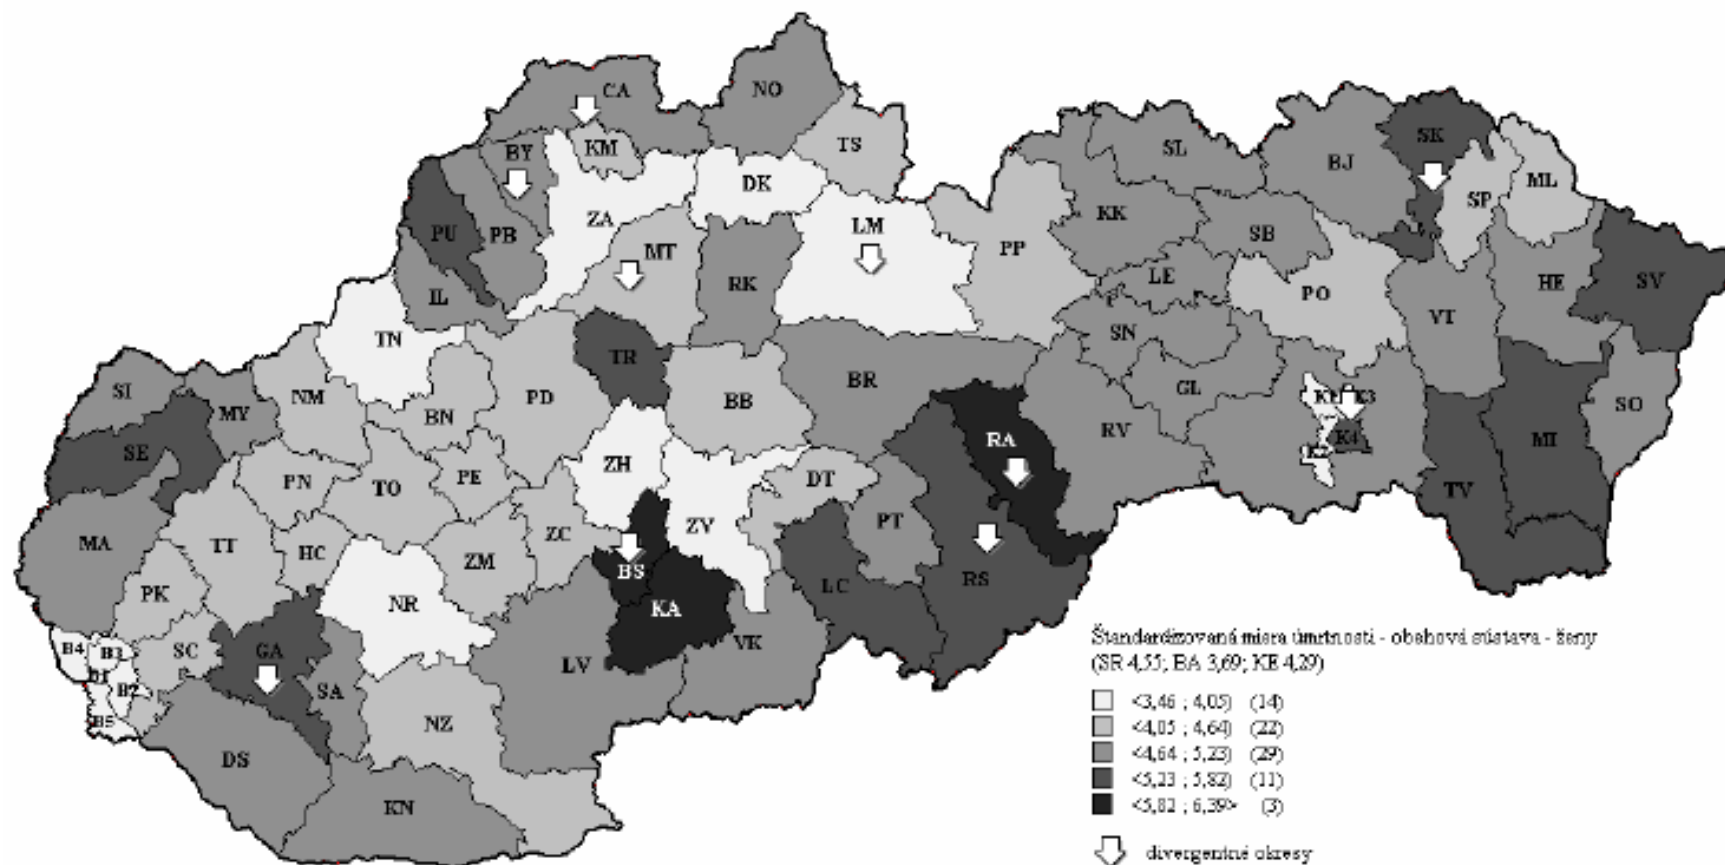 CA
NO
BY
KM
TS
DK
SL
BJ
SK
ML
SP
PU
PB
ZA
MT
LM
PP
KK
SB
IL
RK
LE
PO
VT
HE
SV
TN
TR
SN
SI
MY
NM
BN
PD
BB
BR
GL
K1
K3
SO
SE
RA
RV
K4
MI
ZH
K2
PN
TO
PE
DT
TV
MA
TT
HC
ZM
ZC
ZV
PT
PK
NR
BS
KA
LC
RS
B4
B3
SC
GA
VK
B1
B2
SA
LV
B5
NZ
DS
KN
Štandardizovaná miera úmrtnosti - obehová sústava - ženy
(SR 4,55; BA 3,69; KE 4,29)
<3,46 ; 4,05) (14)
<4,05 ; 4,64) (22)
<4,64 ; 5,23) (29)
<5,23 ; 5,82) (11)
<5,82 ; 6,39> (3)
divergentné okresy